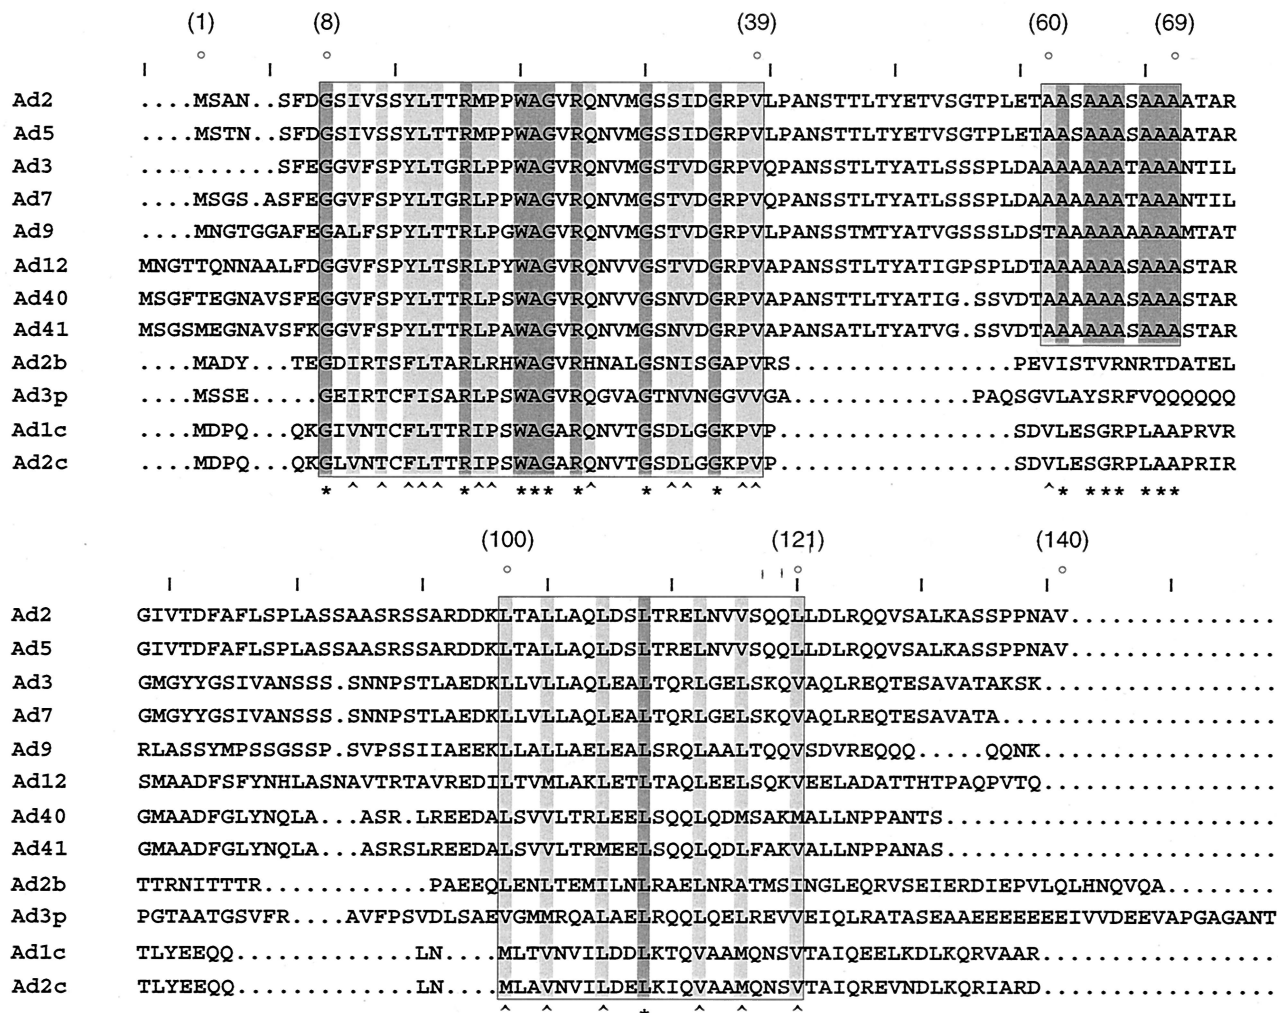 (1) (8) (39) (60) (69)
Ad2 ....MSAN..SFDGSIVSSYLTTRMPPWAGVRQNVMGSSIDGRPVLPANSTTLTYETVSGTPLETAASAAASAAAATAR
Ad5 ....MSTN..SFDGSIVSSYLTTRMPPWAGVRQNVMGSSIDGRPVLPANSTTLTYETVSGTPLETAASAAASAAAATAR
Ad3 ..........SFEGGVFSPYLTGRLPPWAGVRQNVMGSTVDGRPVQPANSSTLTYATLSSSPLDAAAAAAATAAANTIL
Ad7 ....MSGS.ASFEGGVFSPYLTGRLPPWAGVRQNVMGSTVDGRPVQPANSSTLTYATLSSSPLDAAAAAAATAAANTIL
Ad9 ....MNGTGGAFEGALFSPYLTTRLPGWAGVRQNVMGSTVDGRPVLPANSSTMTYATVGSSSLDSTAAAAAAAAAMTAT
Ad12 MNGTTQNNAALFDGGVFSPYLTSRLPYWAGVRQNVVGSTVDGRPVAPANSSTLTYATIGPSPLDTAAAAAASAAASTAR
Ad40 MSGFTEGNAVSFEGGVFSPYLTTRLPSWAGVRQNVVGSNVDGRPVAPANSTTLTYATIG.SSVDTAAAAAASAAASTAR
Ad41 MSGSMEGNAVSFKGGVFSPYLTTRLPAWAGVRQNVMGSNVDGRPVAPANSATLTYATVG.SSVDTAAAAAASAAASTAR
Ad2b ....MADY...TEGDIRTSFLTARLRHWAGVRHNALGSNISGAPVRS................PEVISTVRNRTDATEL
Ad3p ....MSSE.....GEIRTCFISARLPSWAGVRQGVAGTNVNGGVVGA.............PAQSGVLAYSRFVQQQQQQ
Ad1c ....MDPQ...QKGIVNTCFLTTRIPSWAGARQNVTGSDLGGKPVP.................SDVLESGRPLAAPRVR
Ad2c ....MDPQ...QKGLVNTCFLTTRIPSWAGARQNVTGSDLGGKPVP.................SDVLESGRPLAAPRIR
* ^ ^ ^^^ *^^ *** *^ * ^^ * ^^ ^* *** ***
(100) (121) (140)
Ad2 GIVTDFAFLSPLASSAASRSSARDDKLTALLAQLDSLTRELNVVSQQLLDLRQQVSALKASSPPNAV...............
Ad5 GIVTDFAFLSPLASSAASRSSARDDKLTALLAQLDSLTRELNVVSQQLLDLRQQVSALKASSPPNAV...............
Ad3 GMGYYGSIVANSSS.SNNPSTLAEDKLLVLLAQLEALTQRLGELSKQVAQLREQTESAVATAKSK.................
Ad7 GMGYYGSIVANSSS.SNNPSTLAEDKLLVLLAQLEALTQRLGELSKQVAQLREQTESAVATA....................
Ad9 RLASSYMPSSGSSP.SVPSSIIAEEKLLALLAELEALSRQLAALTQQVSDVREQQQ.....QQNK.................
Ad12 SMAADFSFYNHLASNAVTRTAVREDILTVMLAKLETLTAQLEELSQKVEELADATTHTPAQPVTQ.................
Ad40 GMAADFGLYNQLA...ASR.LREEDALSVVLTRLEELSQQLQDMSAKMALLNPPANTS........................
Ad41 GMAADFGLYNQLA...ASRSLREEDALSVVLTRMEELSQQLQDLFAKVALLNPPANAS........................
Ad2b TTRNITTTR............PAEEQLENLTEMILNLRAELNRATMSINGLEQRVSEIERDIEPVLQLHNQVQA........
Ad3p PGTAATGSVFR....AVFPSVDLSAEVGMMRQALAELRQQLQELREVVEIQLRATASEAAEEEEEEEIVVDEEVAPGAGANT
Ad1c TLYEEQQ.............LN....MLTVNVILDDLKTQVAAMQNSVTAIQEELKDLKQRVAAR.................
Ad2c TLYEEQQ.............LN....MLAVNVILDELKIQVAAMQNSVTAIQREVNDLKQRIARD.................
^ ^ ^ * ^ ^ ^